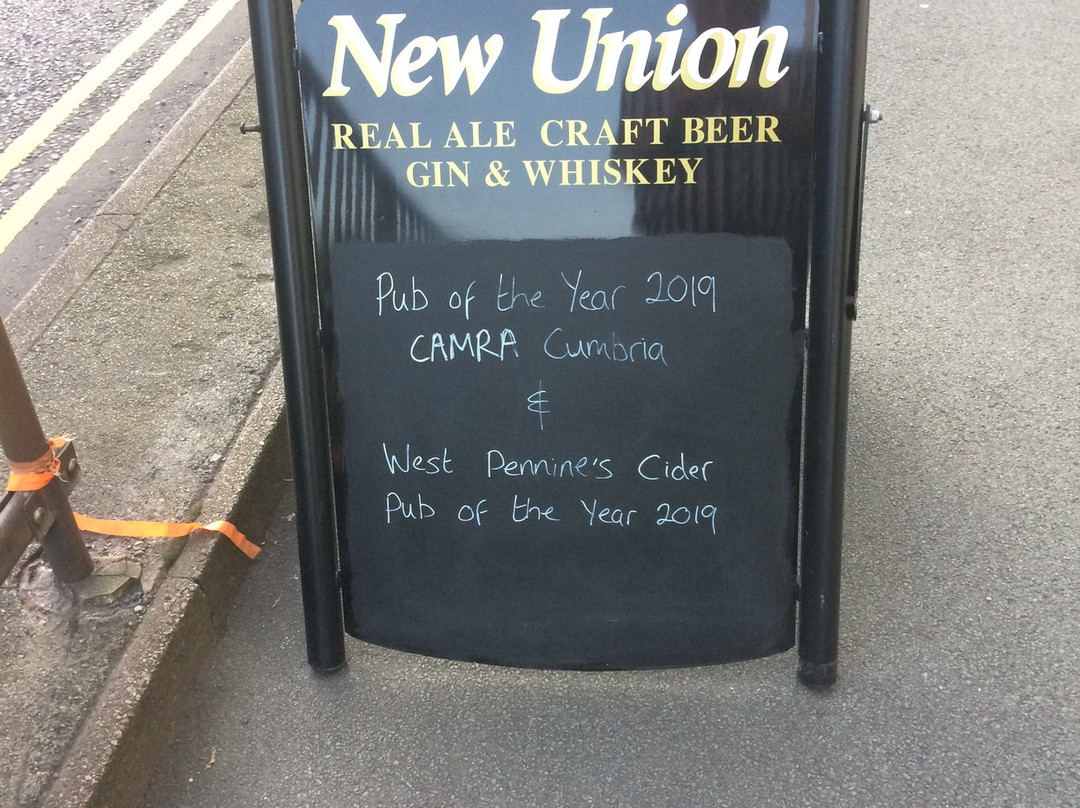 New Union
REAL ALE CRAFT BEER
GIN & WHISKEY
Pub of the Year 2019
CAMRA Cumbria
&
West Pennine's Cider
Pub of the Year 2019